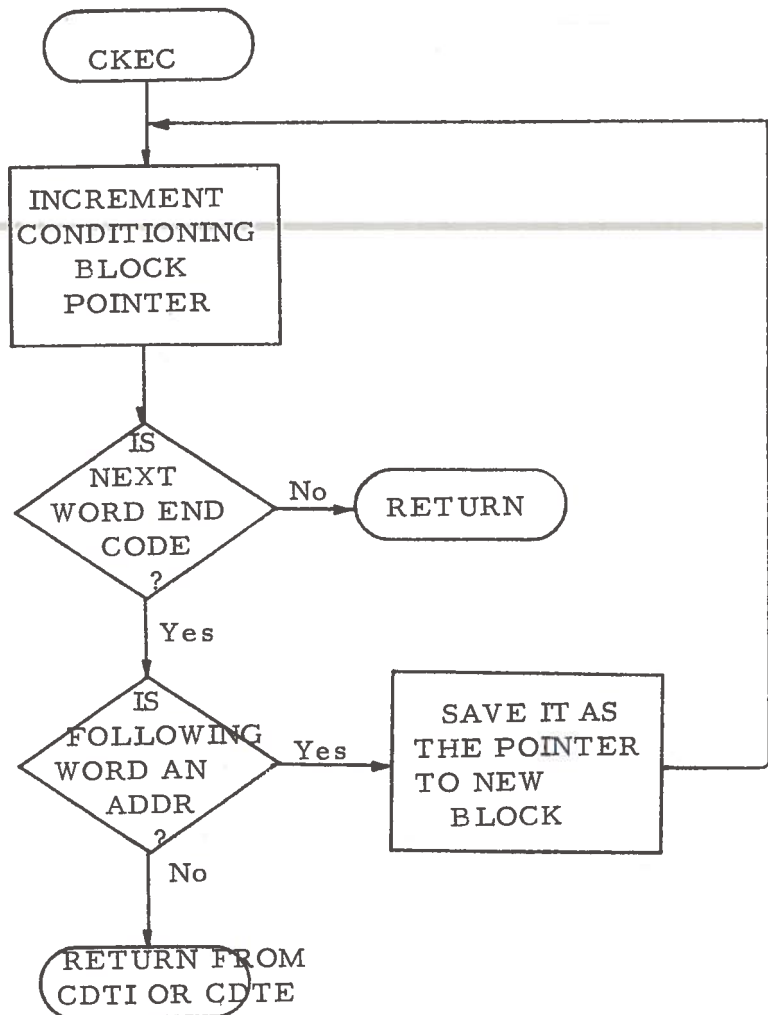 CKEC
INCREMENT
CONDITIONING
BLOCK
POINTER
IS
NEXT
WORD END
CODE
?
No
RETURN
Yes
IS
FOLLOWING
WORD AN
ADDR
?
Yes
SAVE IT AS
THE POINTER
TO NEW
BLOCK
No
RETURN FROM
CDTI OR CDTE